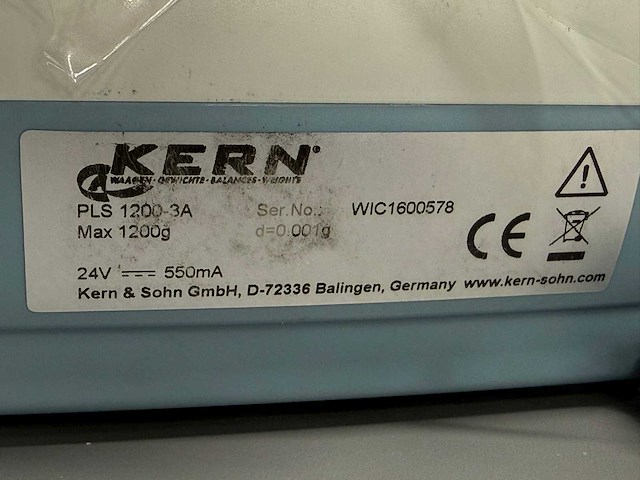 KERN®
WAAGEN·GEWICHTE·BALANCES·WEIGHTS
PLS 1200-3A Ser.No.: WIC1600578
Max 1200g d=0.001g
24V ⎓ 550mA
Kern & Sohn GmbH, D-72336 Balingen, Germany www.kern-sohn.com
CE